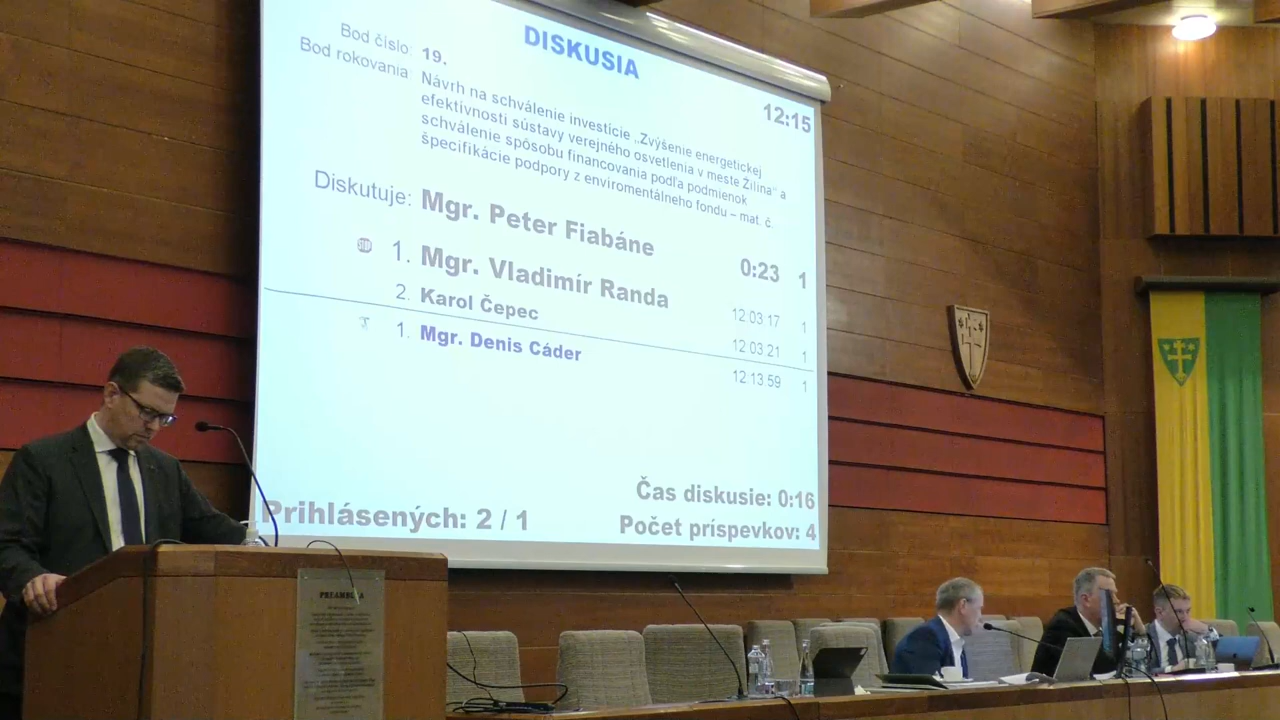 DISKUSIA
12:15
Bod číslo: 19.
Bod rokovania: Návrh na schválenie investície „Zvýšenie energetickej
efektívnosti sústavy verejného osvetlenia v meste Žilina“ a
schválenie spôsobu financovania podľa podmienok
špecifikácie podpory z enviromentálneho fondu – mat. č.
Diskutuje: Mgr. Peter Fiabáne 0:23 1
STOP 1. Mgr. Vladimír Randa 12.03 17 1
2. Karol Čepec 12.03 21 1
1. Mgr. Denis Cáder 12.13 59 1
Čas diskusie: 0:16
Prihlásených: 2 / 1
Počet príspevkov: 4
PREAMBULA